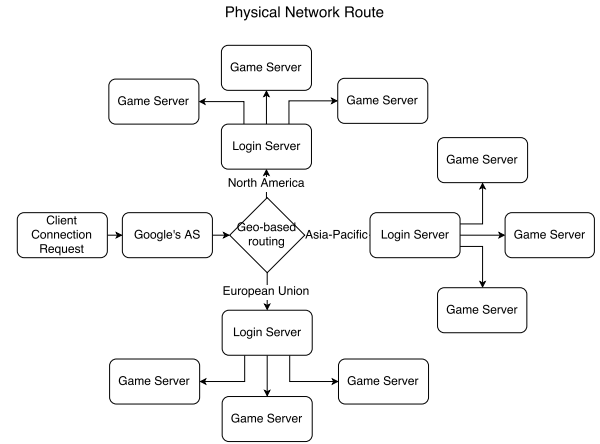 Physical Network Route
Game Server
Game Server
Game Server
Login Server
North America
Game Server
Client
Connection
Request
Google's AS
Geo-based
routing
Asia-Pacific
Login Server
Game Server
European Union
Game Server
Login Server
Game Server
Game Server
Game Server